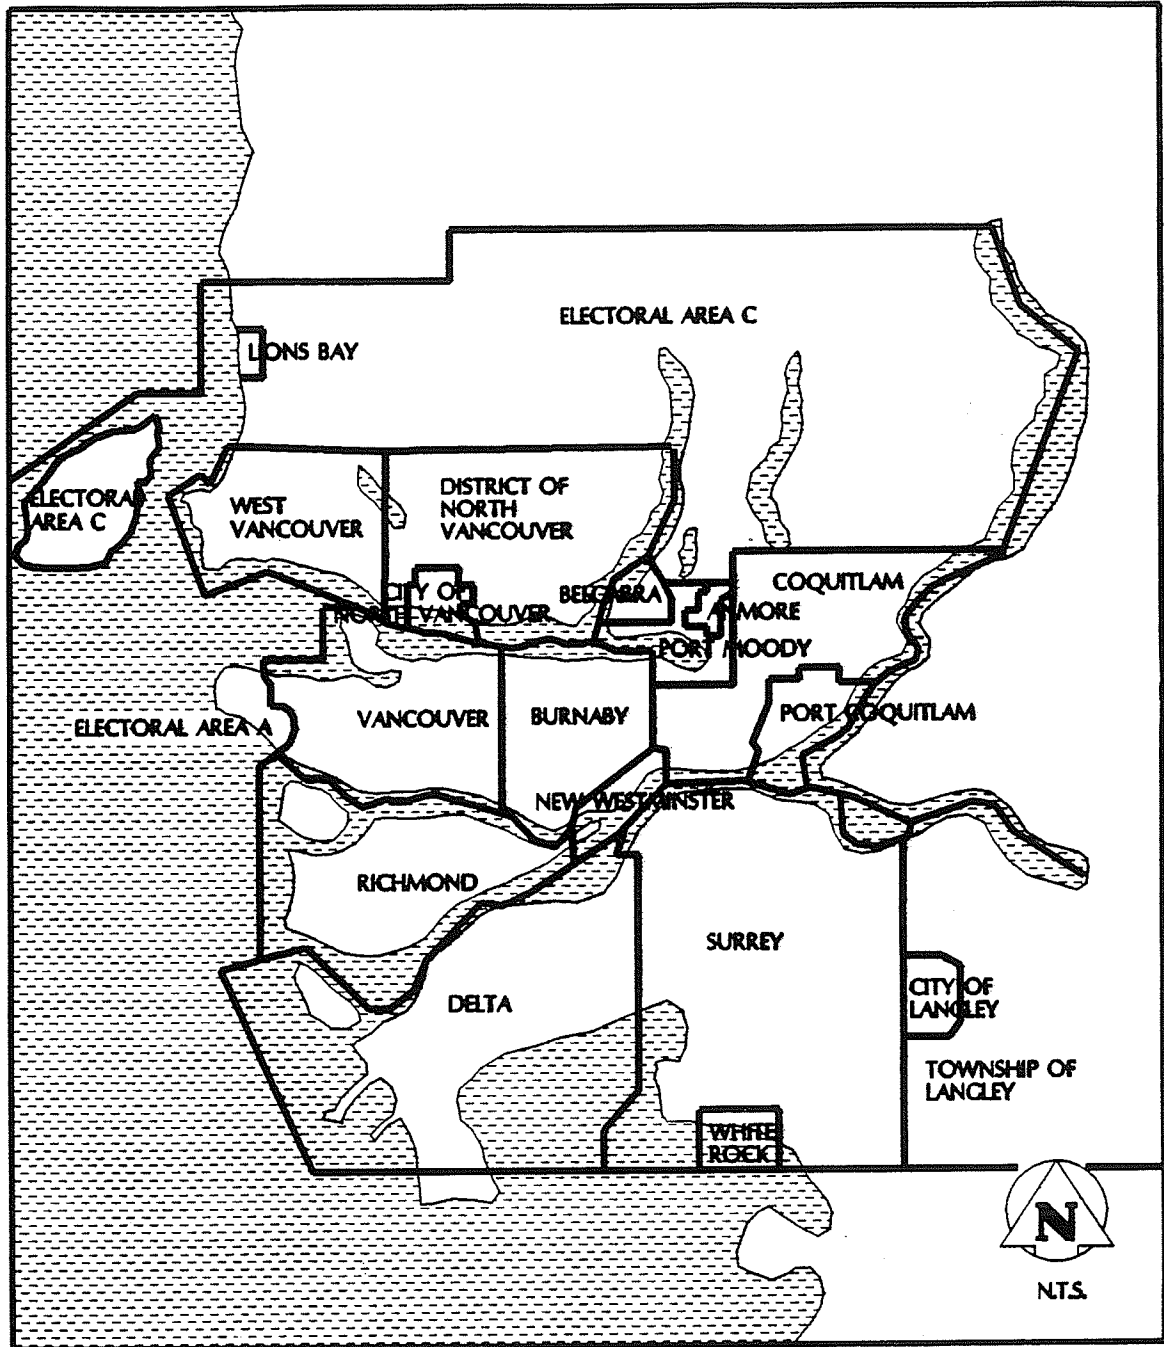 ELECTORAL AREA C
LIONS BAY
ELECTORAL
AREA C
WEST
VANCOUVER
DISTRICT OF
NORTH
VANCOUVER
CITY OF
NORTH VANCOUVER
BELCARRA
COQUITLAM
ANMORE
PORT MOODY
ELECTORAL AREA A
VANCOUVER
BURNABY
PORT COQUITLAM
NEW WESTMINSTER
RICHMOND
SURREY
DELTA
CITY OF
LANGLEY
TOWNSHIP OF
LANGLEY
WHITE
ROCK
N
N.T.S.